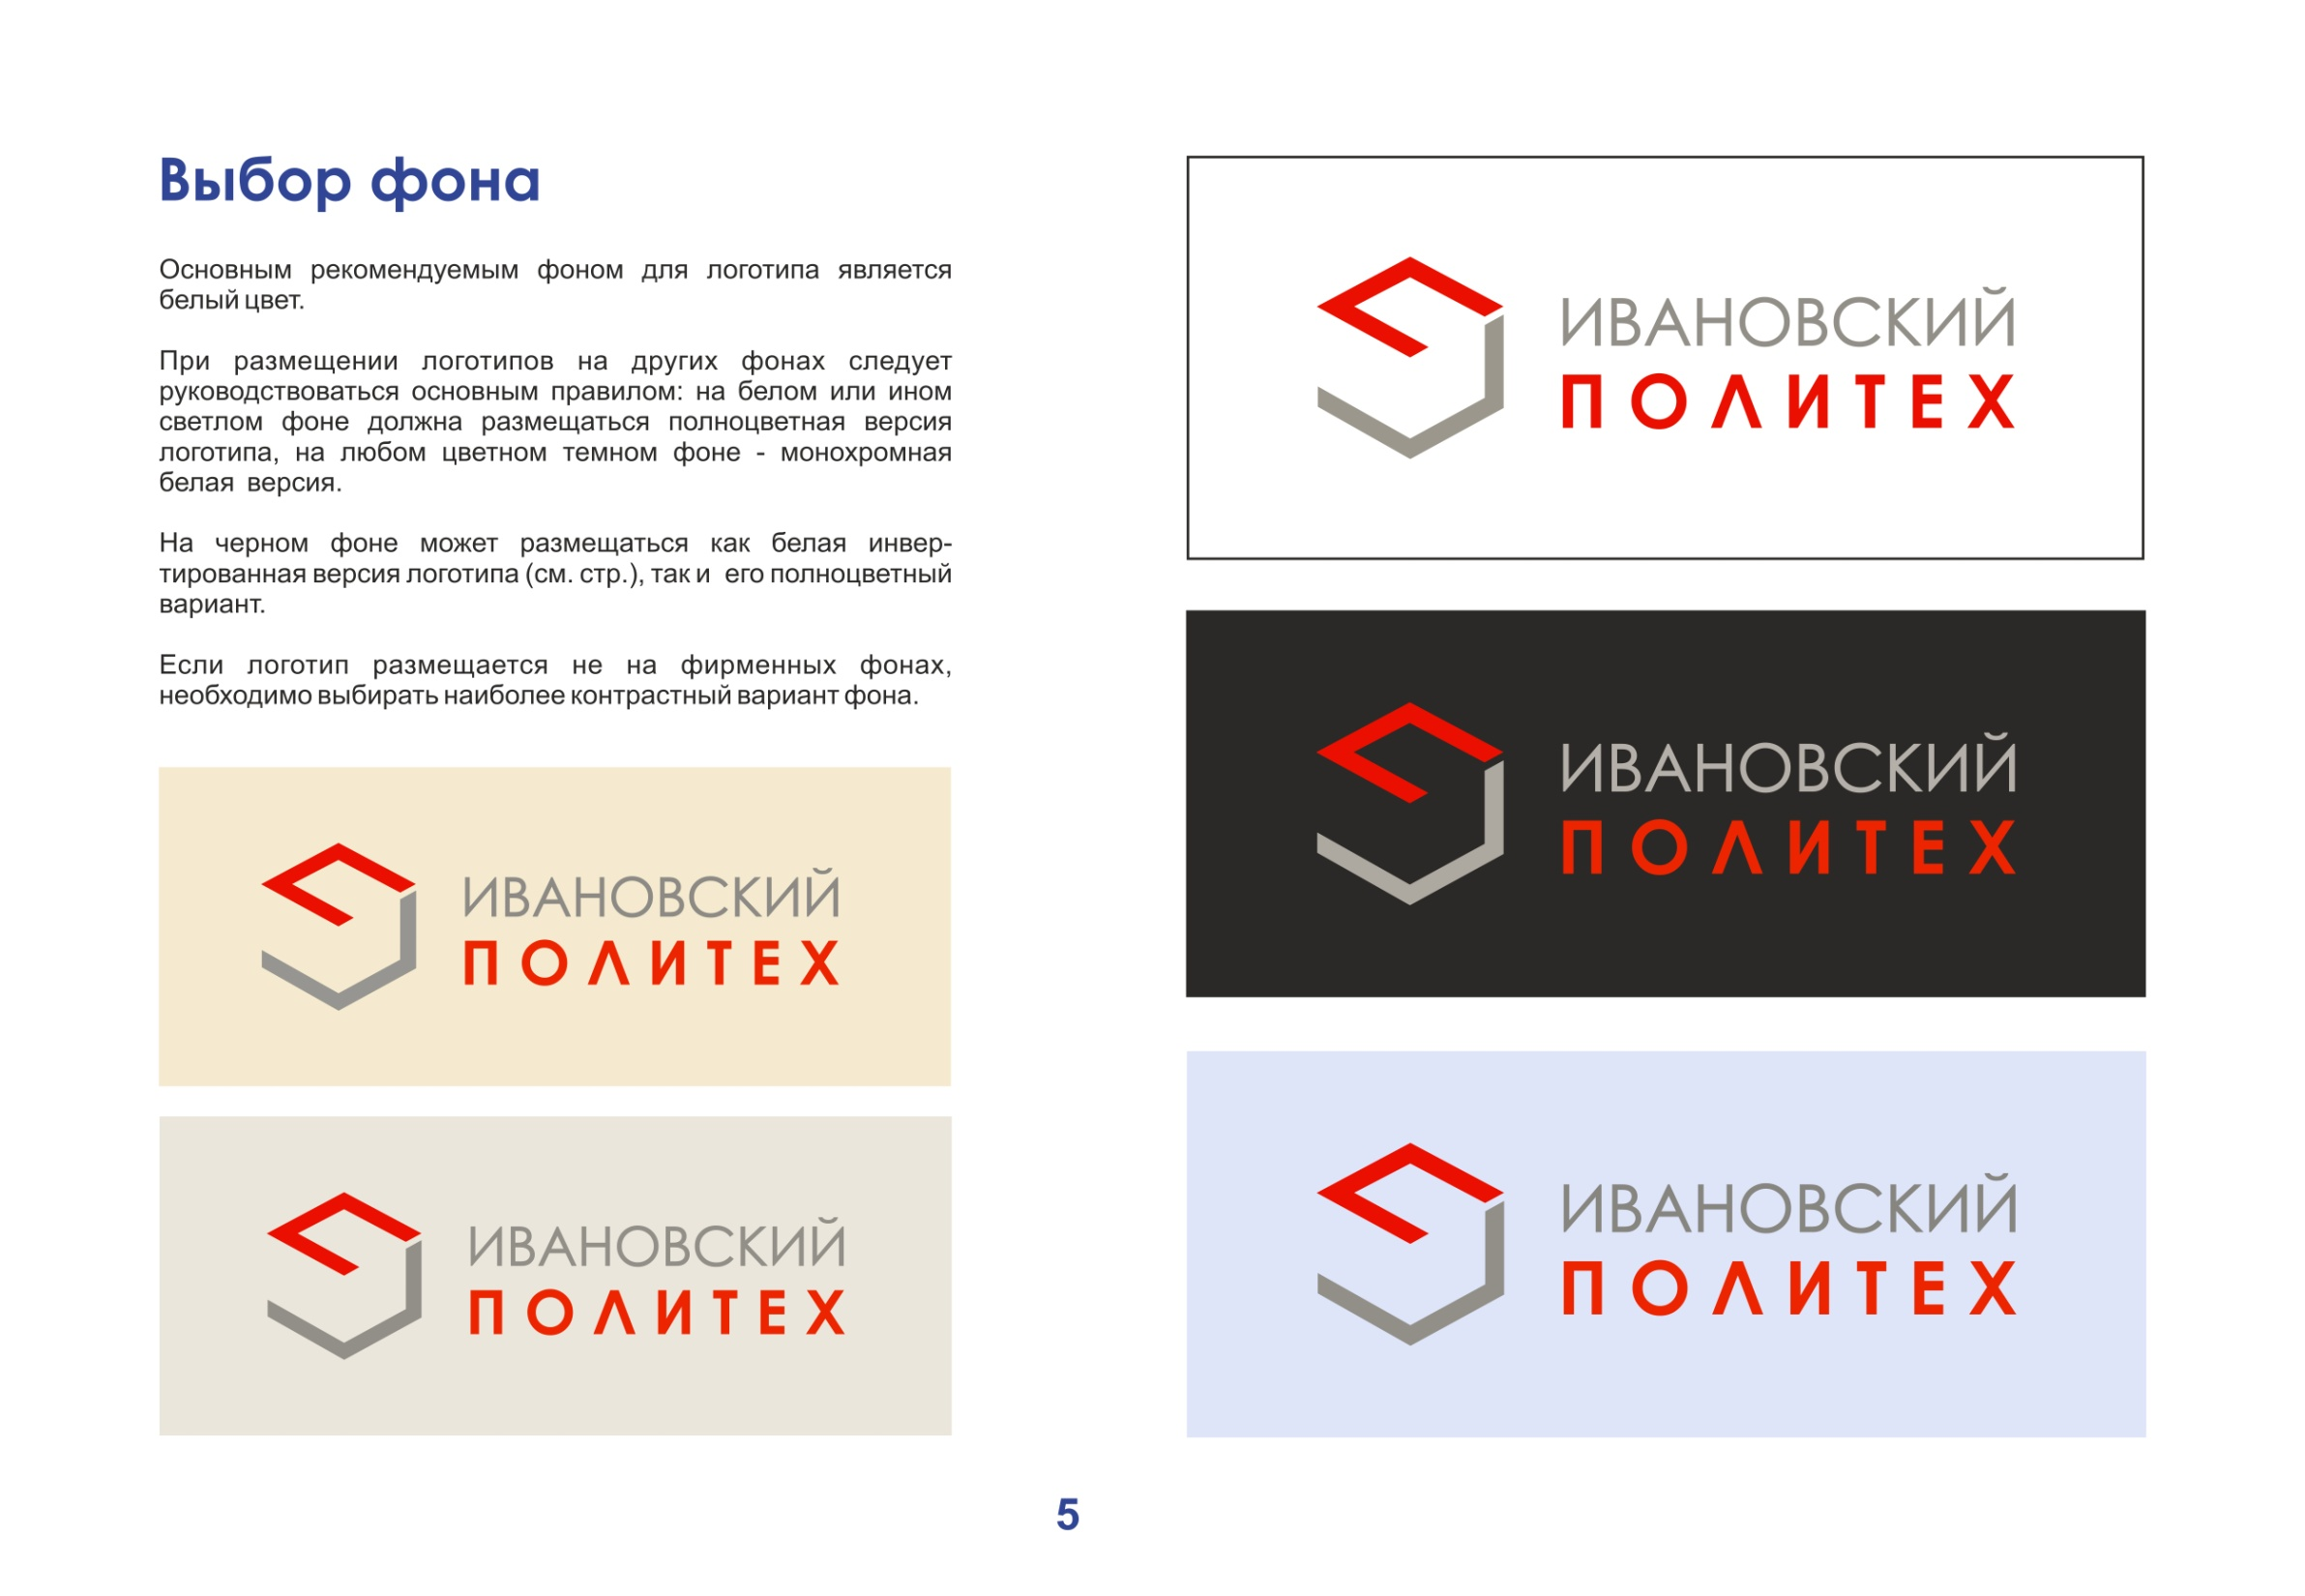 Выбор фона
Основным рекомендуемым фоном для логотипа является
белый цвет.
При размещении логотипов на других фонах следует
руководствоваться основным правилом: на белом или ином
светлом фоне должна размещаться полноцветная версия
логотипа, на любом цветном темном фоне - монохромная
белая версия.
На черном фоне может размещаться как белая инвер-
тированная версия логотипа (см. стр.), так и его полноцветный
вариант.
Если логотип размещается не на фирменных фонах,
необходимо выбирать наиболее контрастный вариант фона.
ИВАНОВСКИЙ
ПОЛИТЕХ
ИВАНОВСКИЙ
ПОЛИТЕХ
ИВАНОВСКИЙ
ПОЛИТЕХ
ИВАНОВСКИЙ
ПОЛИТЕХ
ИВАНОВСКИЙ
ПОЛИТЕХ
5